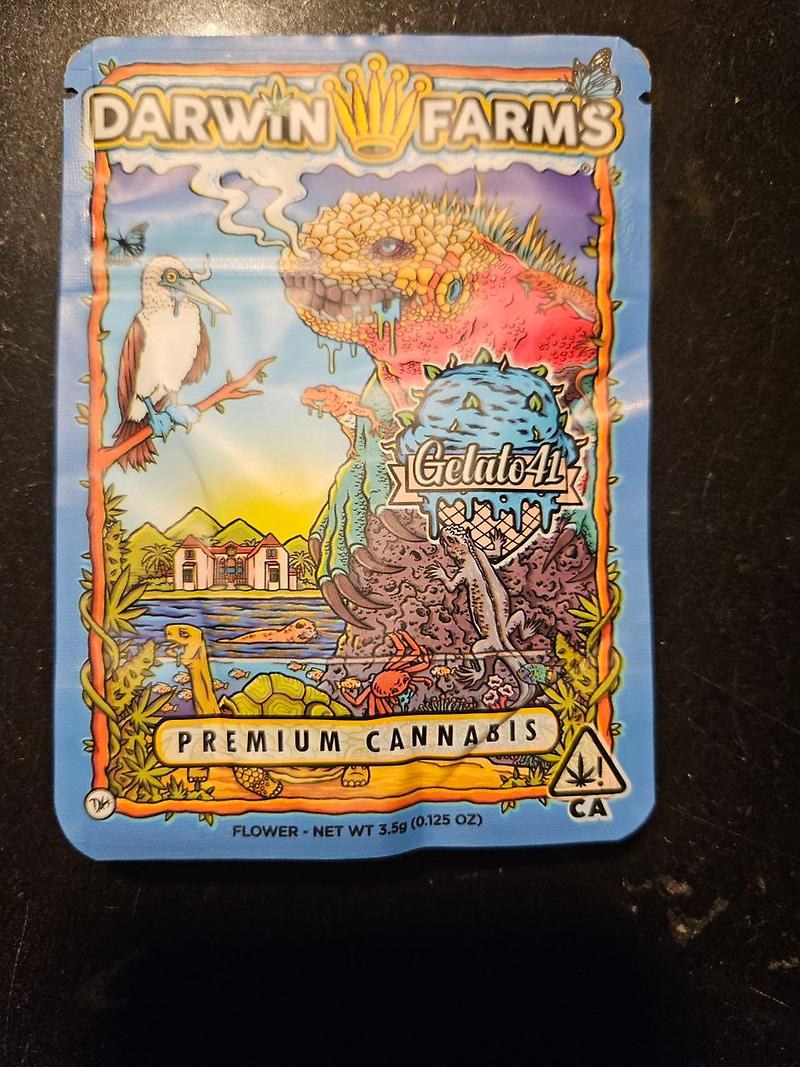 DARWIN FARMS
Gelato41
PREMIUM CANNABIS
CA
FLOWER - NET WT 3.5g (0.125 OZ)